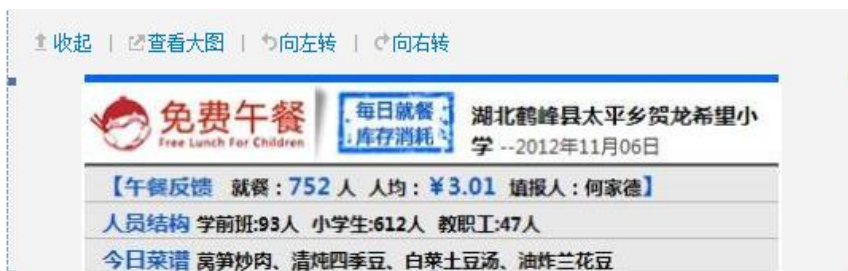 收起 | 查看大图 | 向左转 | 向右转
免费午餐
Free Lunch For Children
每日就餐
库存消耗
湖北鹤峰县太平乡贺龙希望小
学 --2012年11月06日
【午餐反馈 就餐:752 人 人均:¥3.01 填报人:何家德】
人员结构 学前班:93人 小学生:612人 教职工:47人
今日菜谱 莴笋炒肉、清炖四季豆、白菜土豆汤、油炸兰花豆